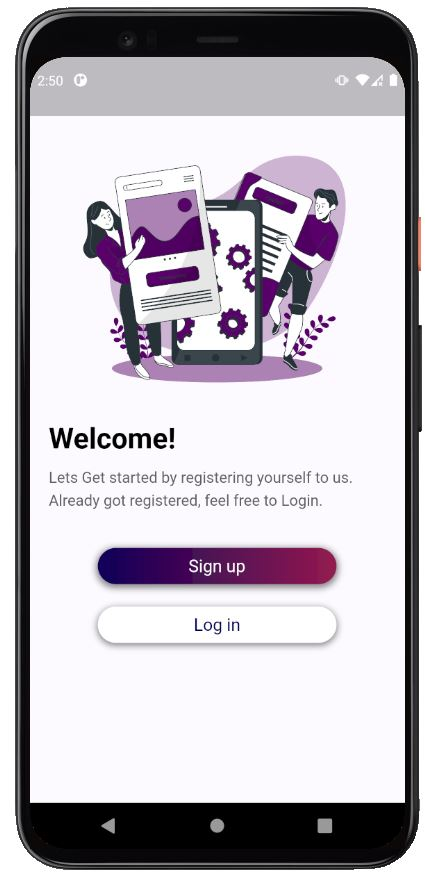 2:50
Welcome!
Lets Get started by registering yourself to us.
Already got registered, feel free to Login.
Sign up
Log in